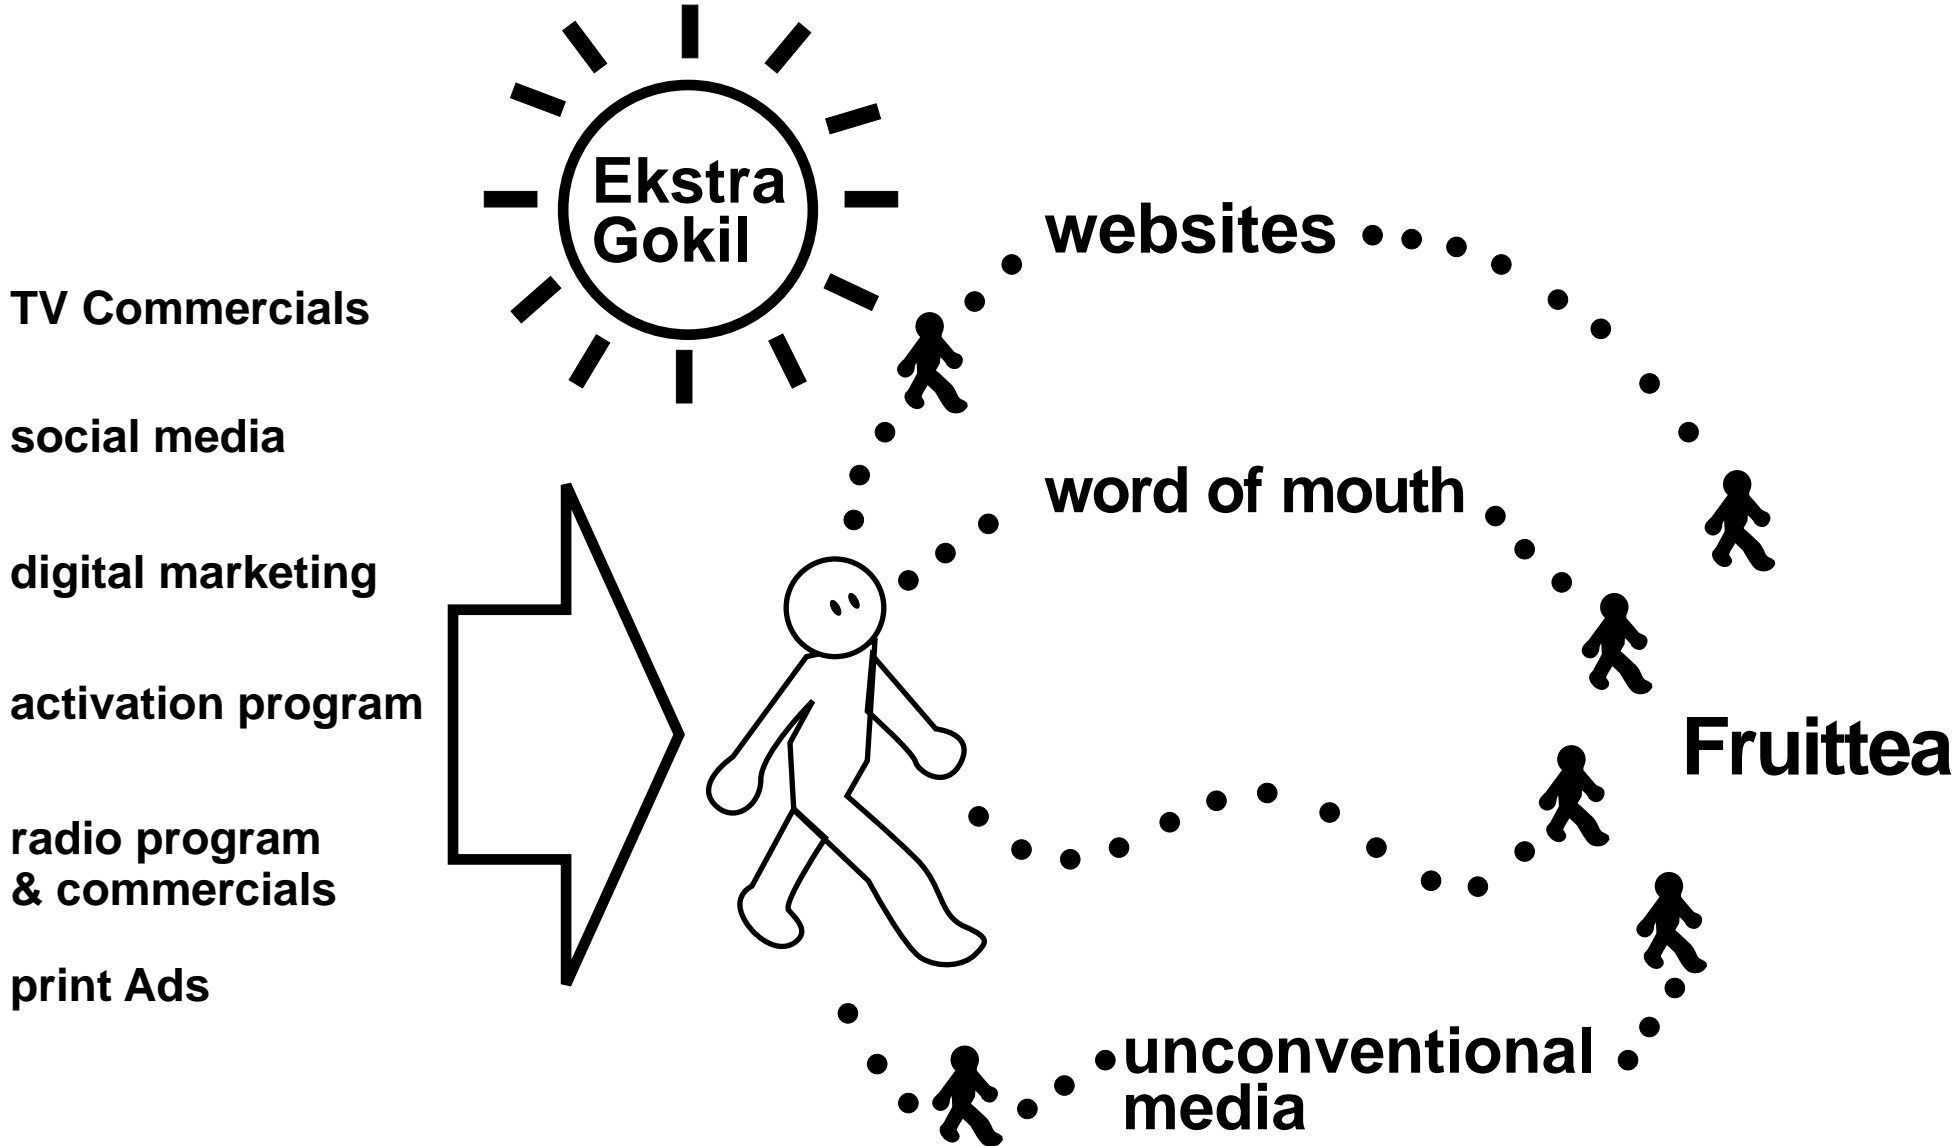 Ekstra
Gokil
TV Commercials
social media
digital marketing
activation program
radio program
& commercials
print Ads
websites
word of mouth
Fruittea
unconventional
media